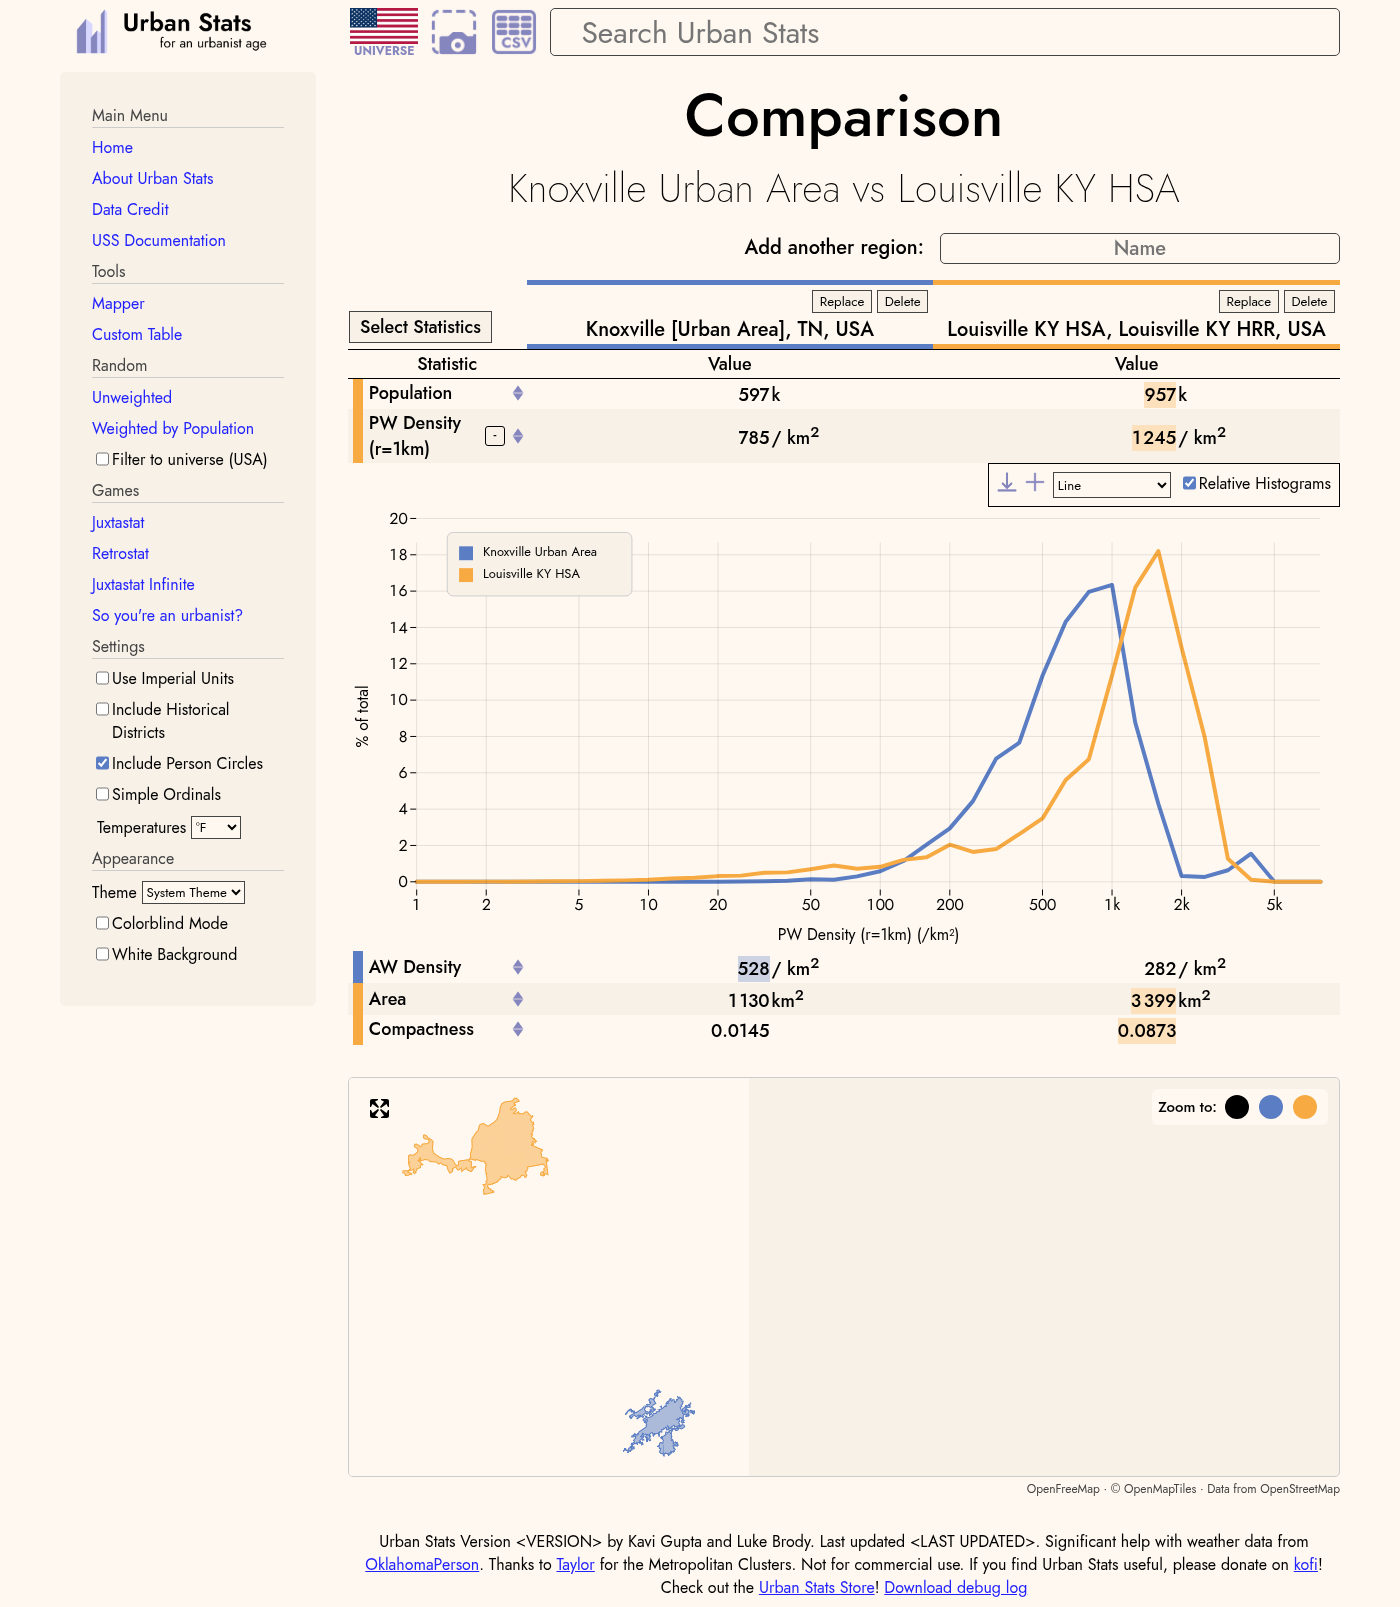 Urban Stats
for an urbanist age
UNIVERSE
CSV
Search Urban Stats
Main Menu
Home
About Urban Stats
Data Credit
USS Documentation
Tools
Mapper
Custom Table
Random
Unweighted
Weighted by Population
Filter to universe (USA)
Games
Juxtastat
Retrostat
Juxtastat Infinite
So you're an urbanist?
Settings
Use Imperial Units
Include Historical
Districts
Include Person Circles
Simple Ordinals
Temperatures °F
Appearance
Theme System Theme
Colorblind Mode
White Background
Comparison
Knoxville Urban Area vs Louisville KY HSA
Add another region: Name
Replace Delete Replace Delete
Select Statistics Knoxville [Urban Area], TN, USA Louisville KY HSA, Louisville KY HRR, USA
Statistic Value Value
Population 597k 957k
PW Density
(r=1km) - 785/ km² 1 245/ km²
Line Relative Histograms
Knoxville Urban Area
Louisville KY HSA
20
18
16
14
12
10
8
6
4
2
0
% of total
1 2 5 10 20 50 100 200 500 1k 2k 5k
PW Density (r=1km) (/km²)
AW Density 528/ km² 282/ km²
Area 1 130km² 3 399km²
Compactness 0.0145 0.0873
Zoom to:
OpenFreeMap · © OpenMapTiles · Data from OpenStreetMap
Urban Stats Version <VERSION> by Kavi Gupta and Luke Brody. Last updated <LAST UPDATED>. Significant help with weather data from
OklahomaPerson. Thanks to Taylor for the Metropolitan Clusters. Not for commercial use. If you find Urban Stats useful, please donate on kofi!
Check out the Urban Stats Store! Download debug log